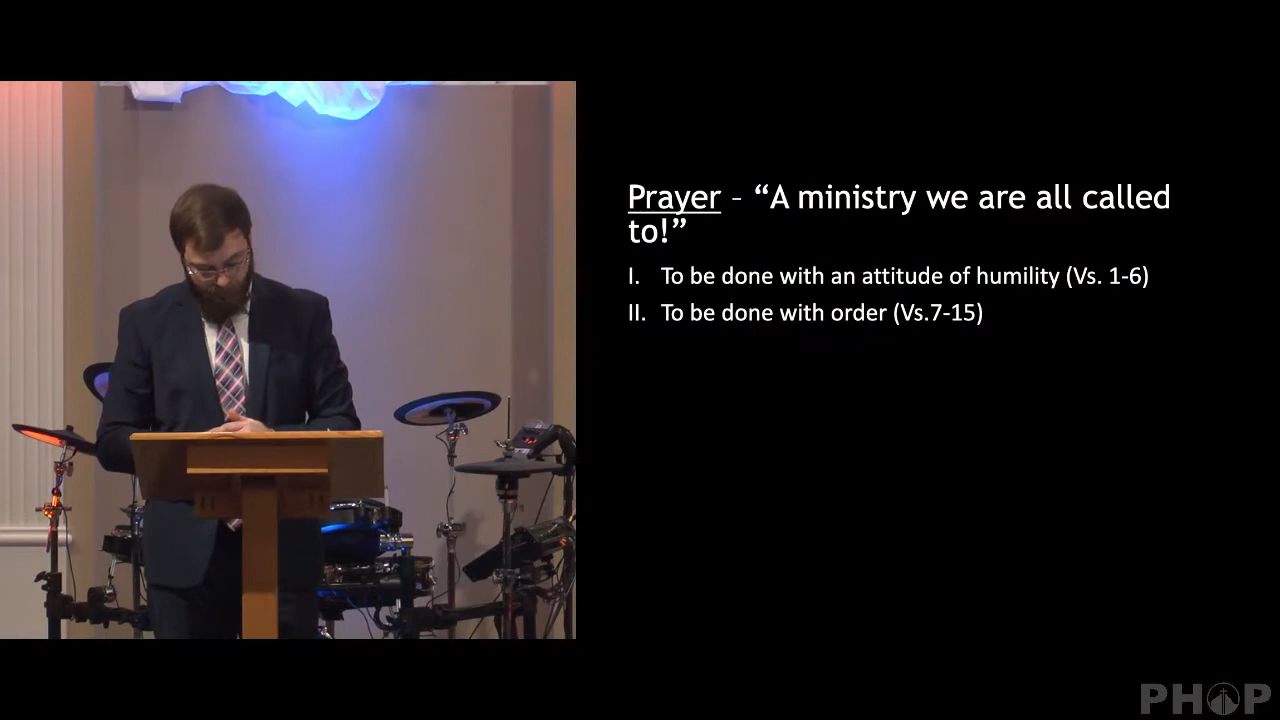 Prayer – “A ministry we are all called
to!”
I. To be done with an attitude of humility (Vs. 1-6)
II. To be done with order (Vs.7-15)
PHOP